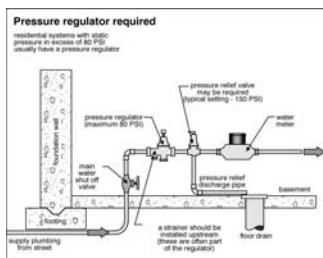 Pressure regulator required
residential systems with static
pressure in excess of 80 PSI
usually have a pressure regulator
pressure relief valve
may be required
(typical setting - 150 PSI)
pressure regulator
(maximum 80 PSI)
water
meter
foundation wall
main
water
shut off
valve
pressure relief
discharge pipe
basement
footing
supply plumbing
from street
a strainer should be
installed upstream
(these are often part
of the regulator)
floor drain